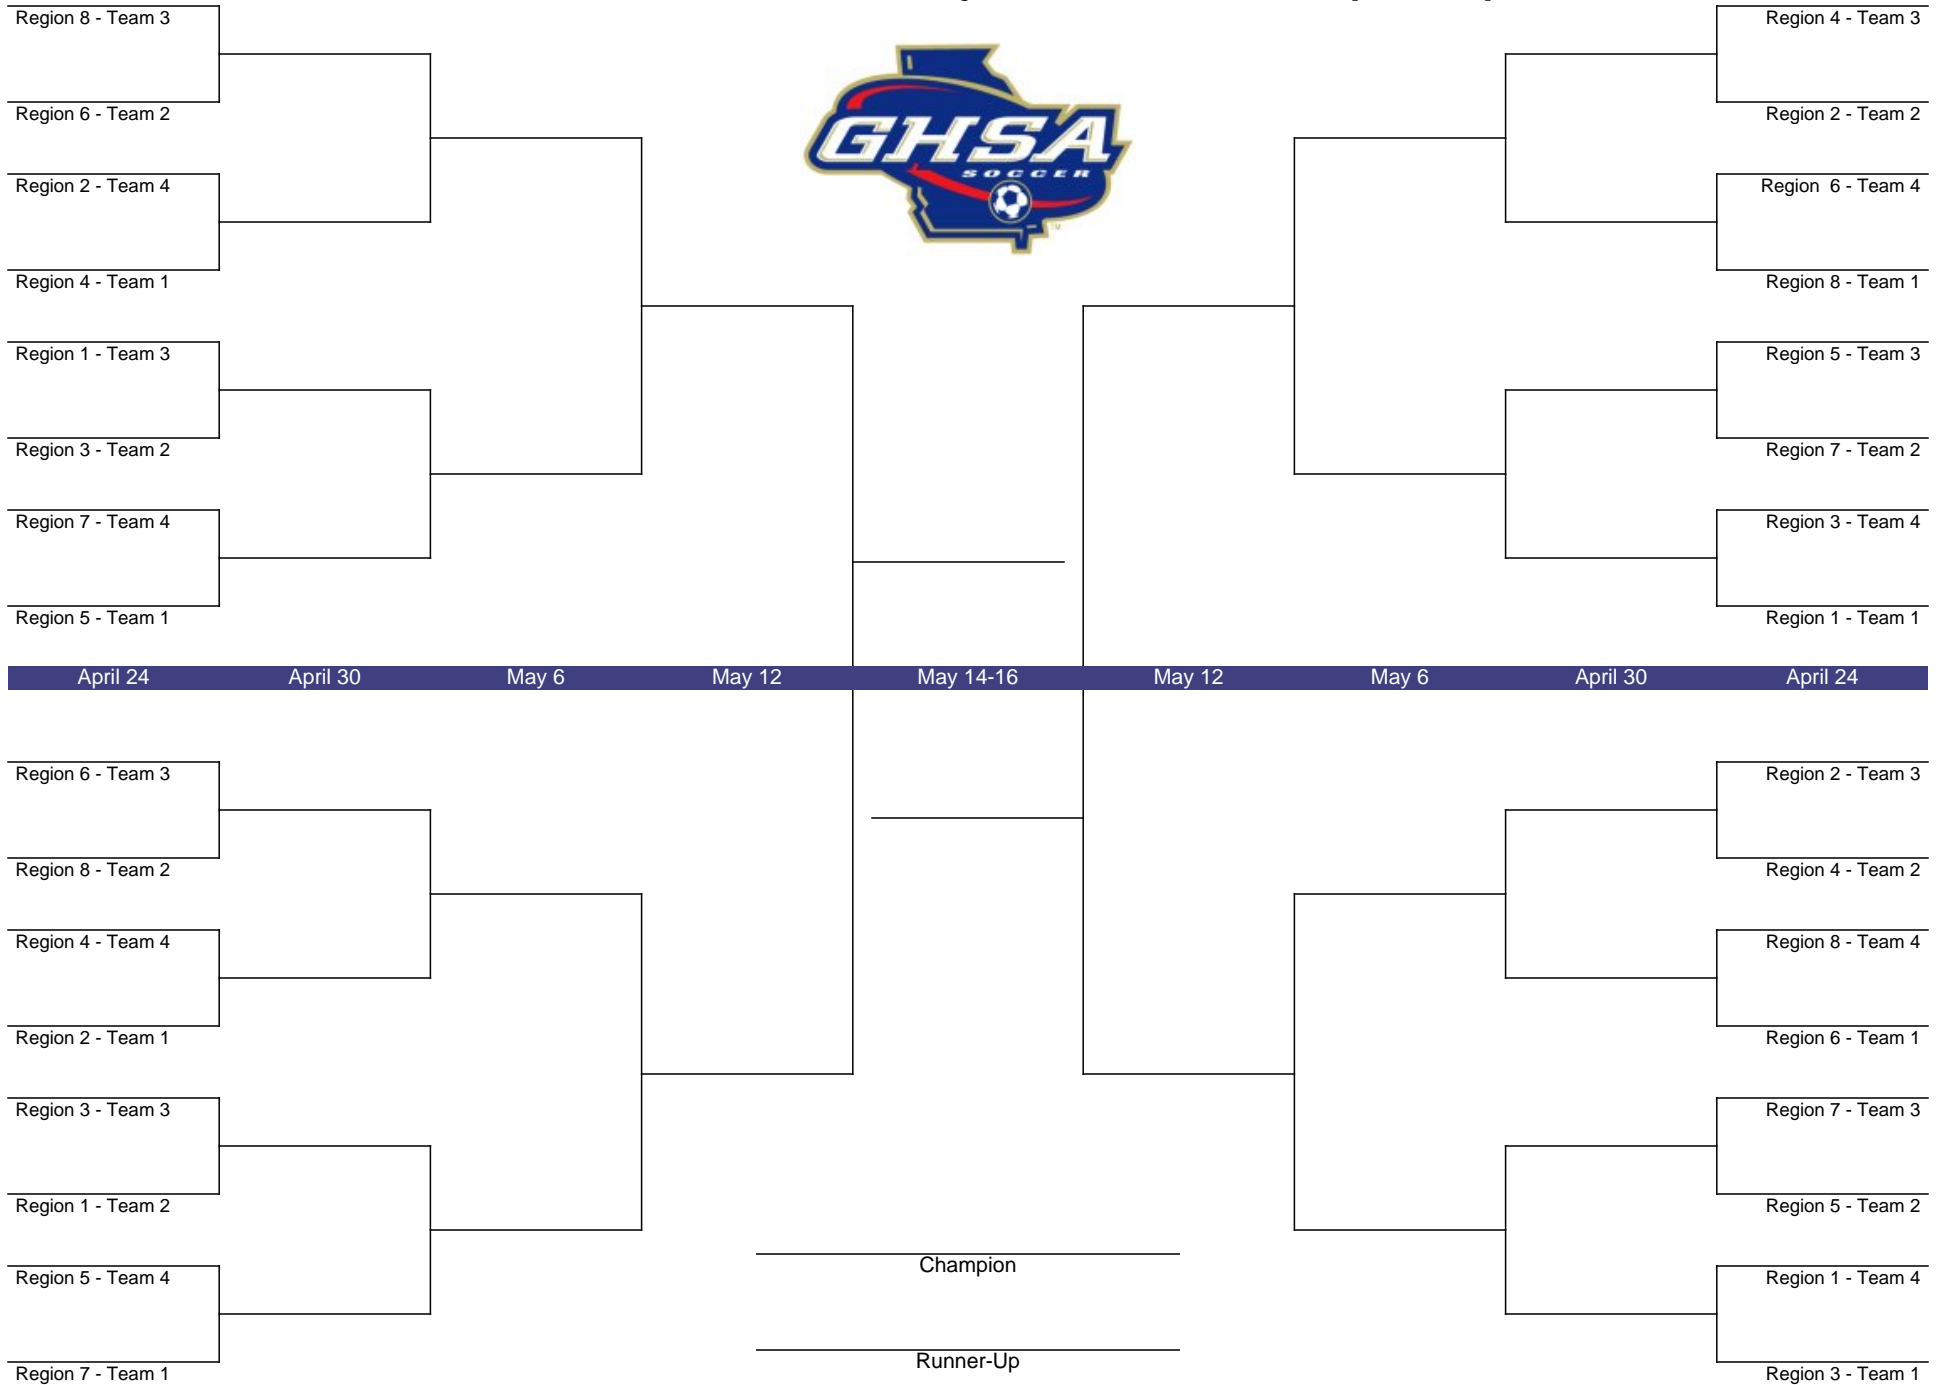 Region 8 - Team 3
Region 6 - Team 2
Region 2 - Team 4
Region 4 - Team 1
Region 1 - Team 3
Region 3 - Team 2
Region 7 - Team 4
Region 5 - Team 1
GHSA
SOCCER
TM
Region 4 - Team 3
Region 2 - Team 2
Region 6 - Team 4
Region 8 - Team 1
Region 5 - Team 3
Region 7 - Team 2
Region 3 - Team 4
Region 1 - Team 1
April 24 April 30 May 6 May 12 May 14-16 May 12 May 6 April 30 April 24
Region 6 - Team 3
Region 8 - Team 2
Region 4 - Team 4
Region 2 - Team 1
Region 3 - Team 3
Region 1 - Team 2
Region 5 - Team 4
Region 7 - Team 1
Champion
Runner-Up
Region 2 - Team 3
Region 4 - Team 2
Region 8 - Team 4
Region 6 - Team 1
Region 7 - Team 3
Region 5 - Team 2
Region 1 - Team 4
Region 3 - Team 1